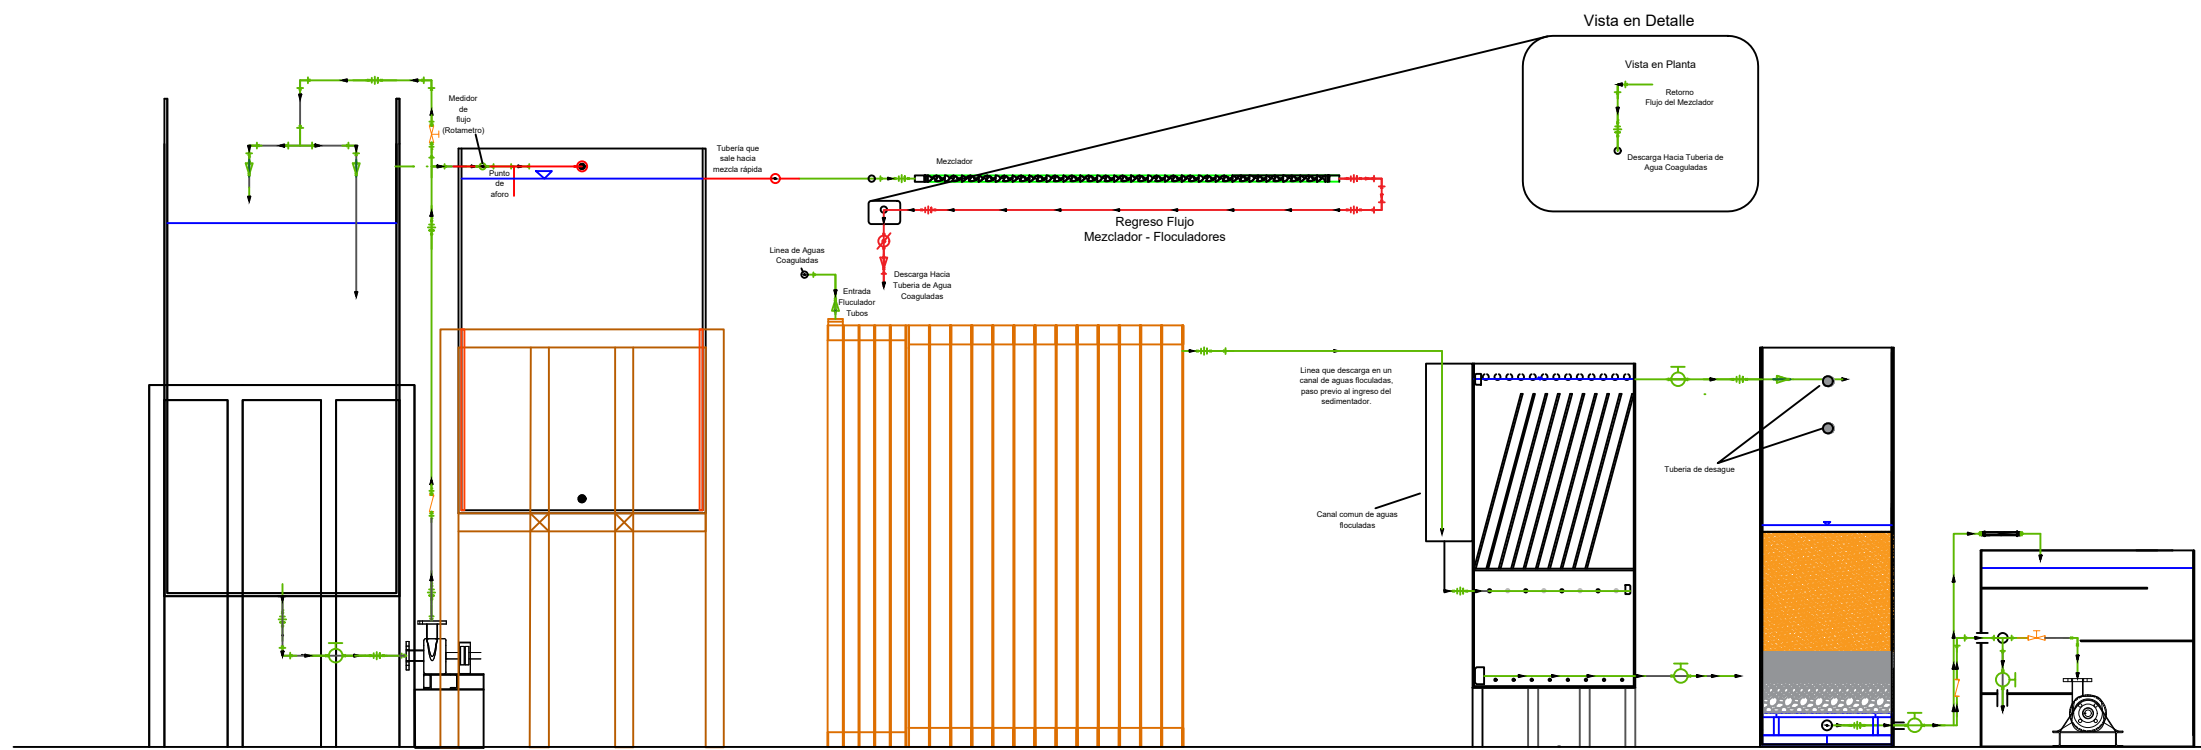 Vista en Detalle
Vista en Planta
Retorno
Flujo del Mezclador
Descarga Hacia Tuberia de
Agua Coaguladas
Medidor
de
flujo
(Rotametro)
Punto
de
aforo
Tubería que
sale hacia
mezcla rápida
Mezclador
Regreso Flujo
Mezclador - Floculadores
Linea de Aguas
Coaguladas
Descarga Hacia
Tuberia de Agua
Coaguladas
Entrada
Fluculador
Tubos
Linea que descarga en un
canal de aguas floculadas,
paso previo al ingreso del
sedimentador.
Tuberia de desague
Canal comun de aguas
floculadas